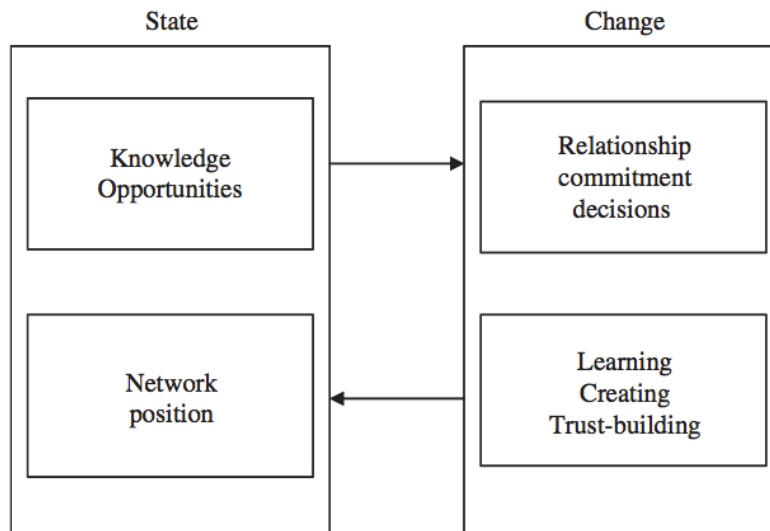 State
Change
Knowledge
Opportunities
Relationship
commitment
decisions
Network
position
Learning
Creating
Trust-building